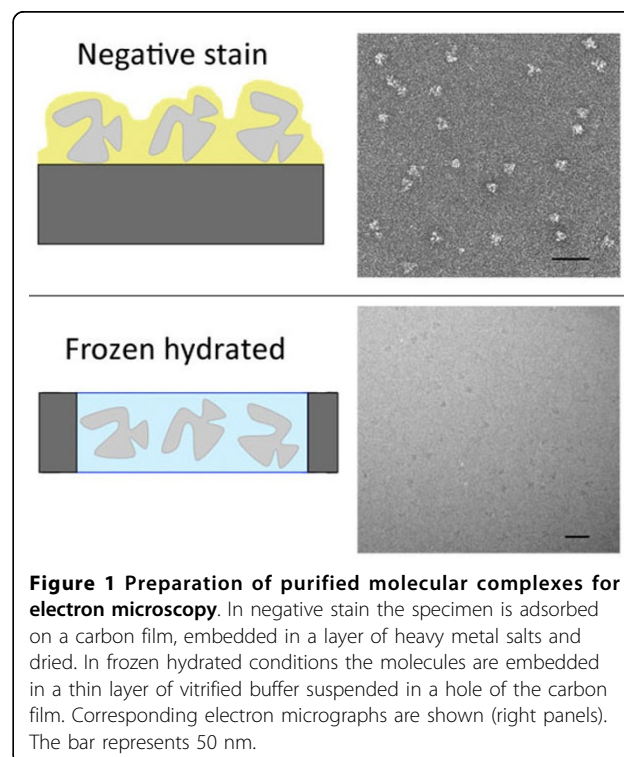 Negative stain
Frozen hydrated
Figure 1 Preparation of purified molecular complexes for
electron microscopy. In negative stain the specimen is adsorbed
on a carbon film, embedded in a layer of heavy metal salts and
dried. In frozen hydrated conditions the molecules are embedded
in a thin layer of vitrified buffer suspended in a hole of the carbon
film. Corresponding electron micrographs are shown (right panels).
The bar represents 50 nm.